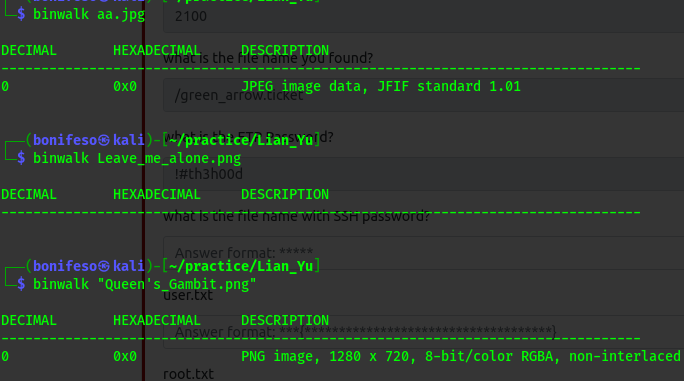 └─$ binwalk aa.jpg
2100
DECIMAL HEXADECIMAL DESCRIPTION
what is the file name you found?
--------------------------------------------------------------------------------
0 0x0 JPEG image data, JFIF standard 1.01
/green_arrow.ticket
┌──(bonifeso㉿kali)-[~/practice/Lian_Yu]
what is the FTP Password?
└─$ binwalk Leave_me_alone.png
!#th3h00d
DECIMAL HEXADECIMAL DESCRIPTION
--------------------------------------------------------------------------------
what is the file name with SSH password?
Answer format: *****
┌──(bonifeso㉿kali)-[~/practice/Lian_Yu]
└─$ binwalk "Queen's_Gambit.png"
user.txt
DECIMAL HEXADECIMAL DESCRIPTION
--------------------------------------------------------------------------------
0 0x0 PNG image, 1280 x 720, 8-bit/color RGBA, non-interlaced
root.txt